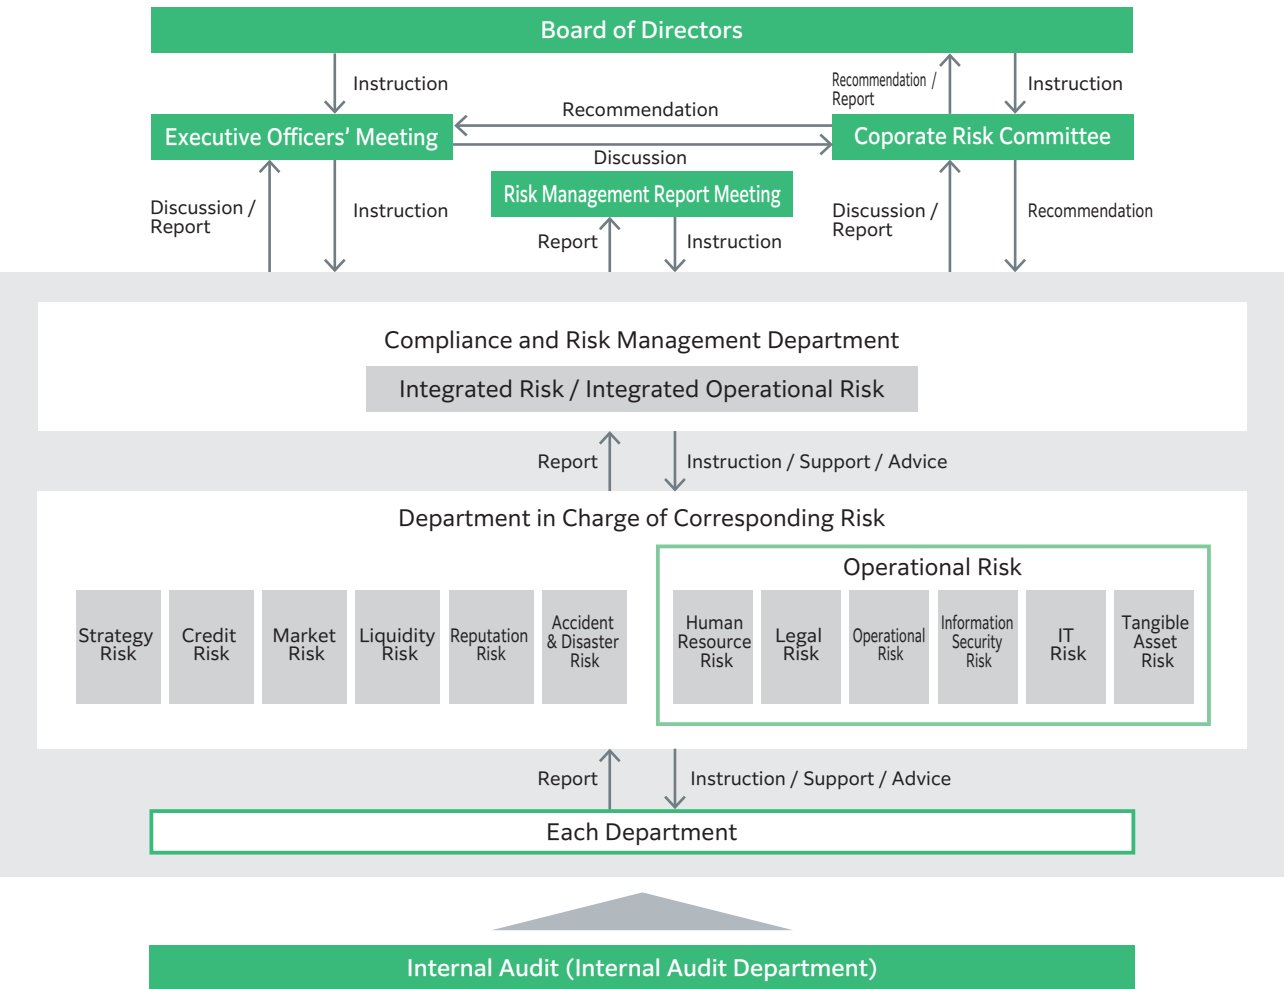 Board of Directors
Instruction
Recommendation /
Report
Instruction
Recommendation
Executive Officers' Meeting
Coporate Risk Committee
Discussion
Risk Management Report Meeting
Discussion /
Report
Instruction
Report
Instruction
Discussion /
Report
Recommendation
Compliance and Risk Management Department
Integrated Risk / Integrated Operational Risk
Report
Instruction / Support / Advice
Department in Charge of Corresponding Risk
Operational Risk
Strategy
Risk
Credit
Risk
Market
Risk
Liquidity
Risk
Reputation
Risk
Accident
& Disaster
Risk
Human
Resource
Risk
Legal
Risk
Operational
Risk
Information
Security
Risk
IT
Risk
Tangible
Asset
Risk
Report
Instruction / Support / Advice
Each Department
Internal Audit (Internal Audit Department)